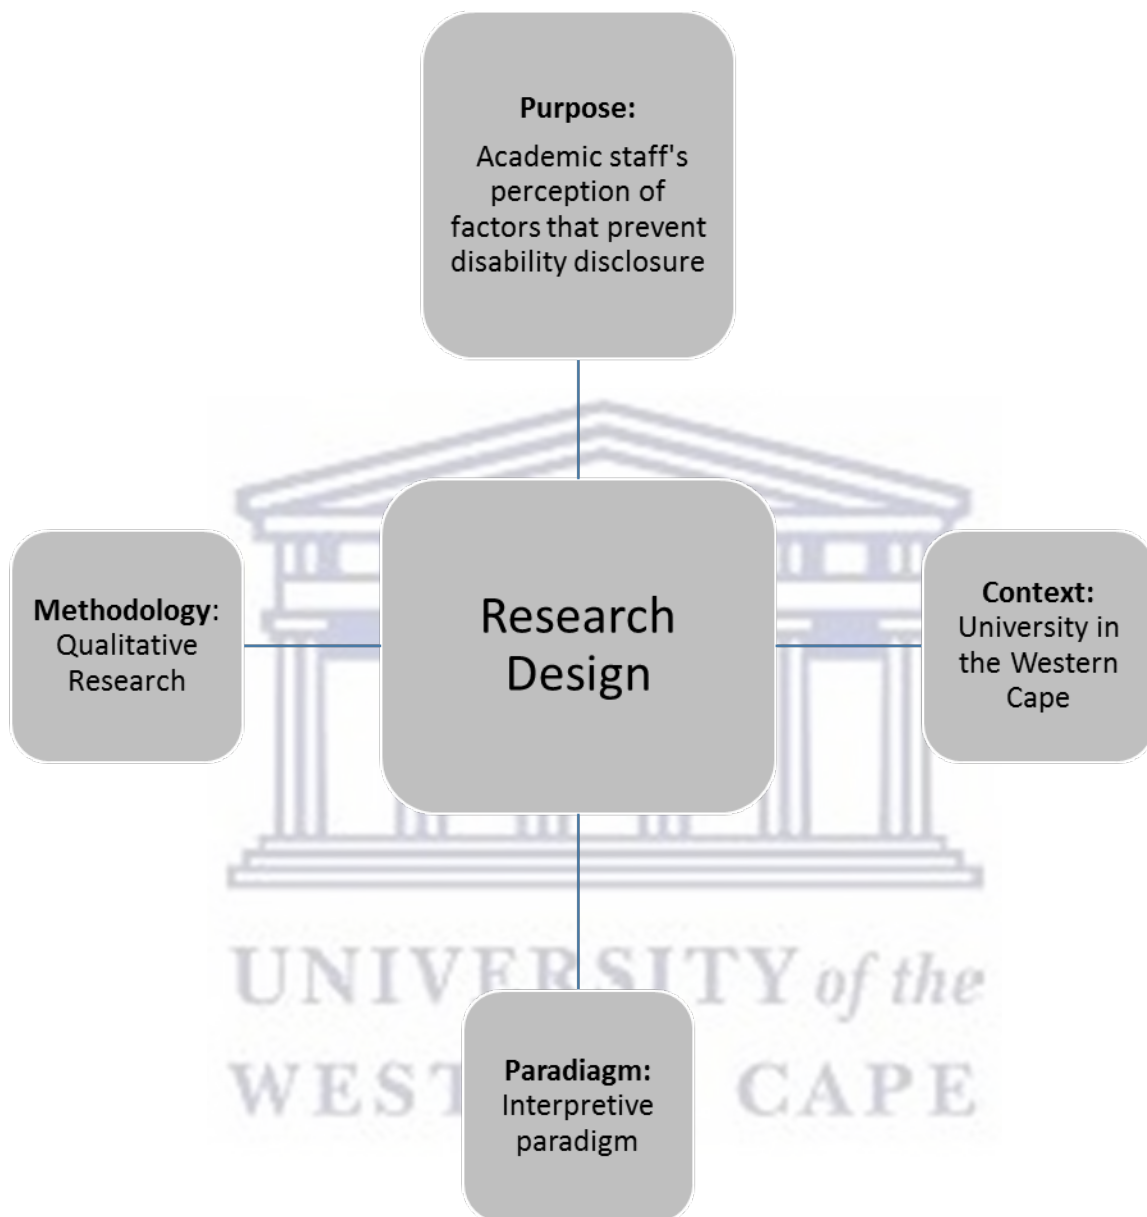 Purpose:
Academic staff's
perception of
factors that prevent
disability disclosure
Methodology:
Qualitative
Research
Research
Design
Context:
University in
the Western
Cape
Paradiagm:
Interpretive
paradigm
UNIVERSITY of the
WEST CAPE